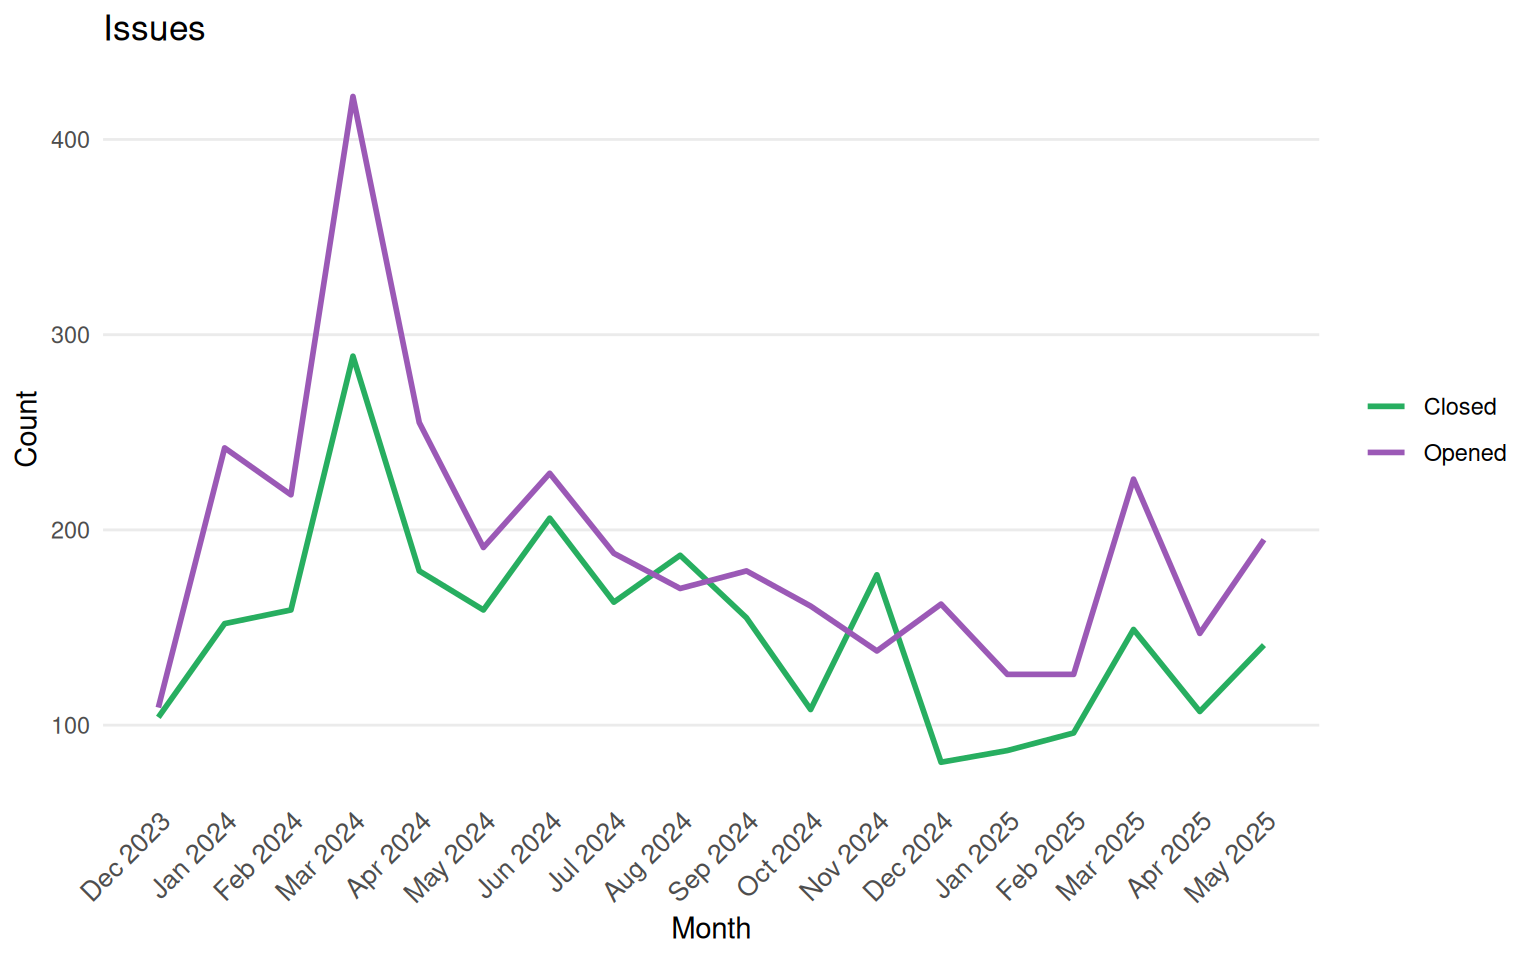 Issues
400
300
200
100
Count
Closed
Opened
Dec 2023
Jan 2024
Feb 2024
Mar 2024
Apr 2024
May 2024
Jun 2024
Jul 2024
Aug 2024
Sep 2024
Oct 2024
Nov 2024
Dec 2024
Jan 2025
Feb 2025
Mar 2025
Apr 2025
May 2025
Month